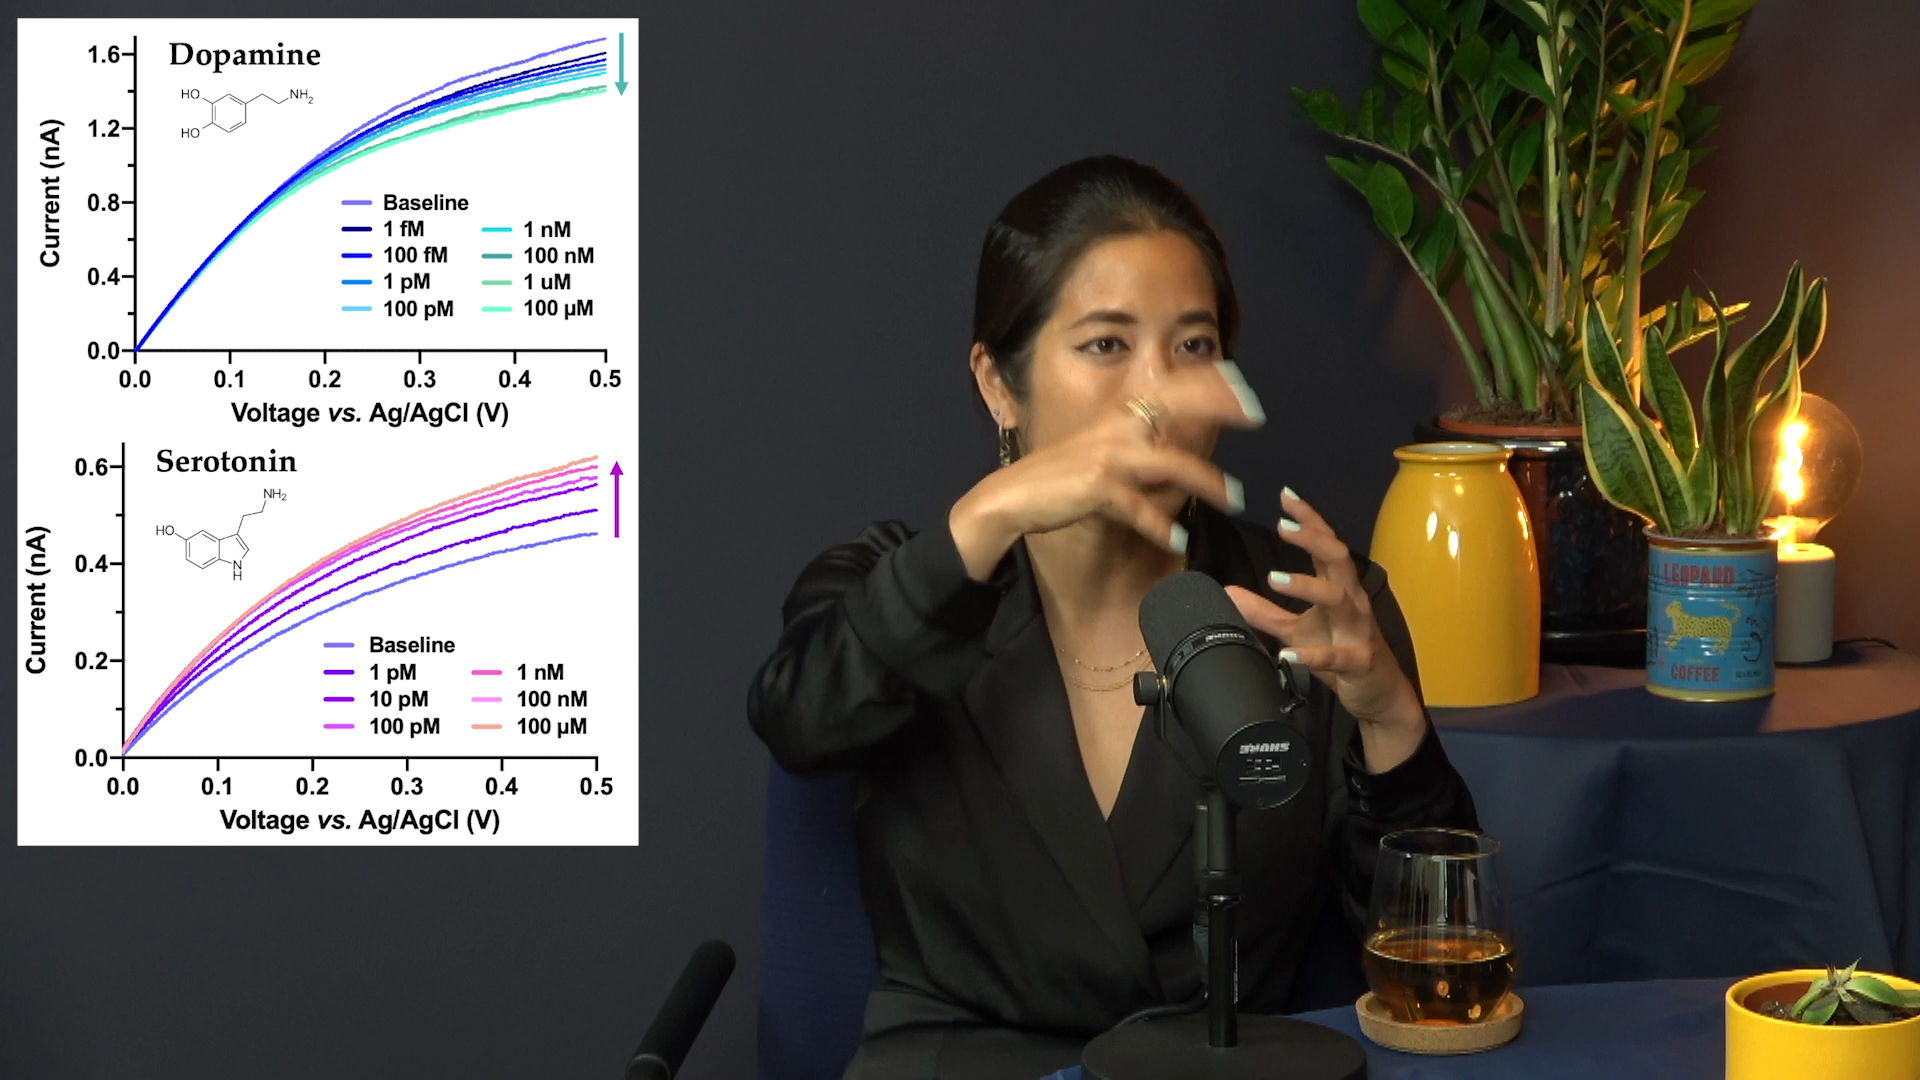 Dopamine
HO
NH₂
HO
Current (nA)
1.6
1.2
0.8
0.4
0.0
Baseline
1 fM
1 nM
100 fM
100 nM
1 pM
1 uM
100 pM
100 µM
0.0 0.1 0.2 0.3 0.4 0.5
Voltage vs. Ag/AgCl (V)
Serotonin
NH₂
HO
N
H
Current (nA)
0.6
0.4
0.2
0.0
Baseline
1 pM
1 nM
10 pM
100 nM
100 pM
100 µM
0.0 0.1 0.2 0.3 0.4 0.5
Voltage vs. Ag/AgCl (V)
SHURE
SHURE
LEOPARD
COFFEE